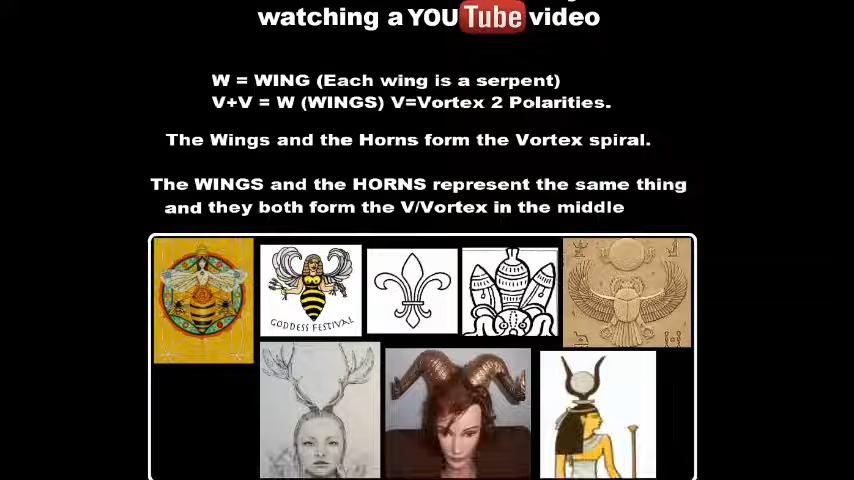 watching a YOU Tube video
W = WING (Each wing is a serpent)
V+V = W (WINGS) V=Vortex 2 Polarities.
The Wings and the Horns form the Vortex spiral.
The WINGS and the HORNS represent the same thing
and they both form the V/Vortex in the middle
GODDESS FESTIVAL